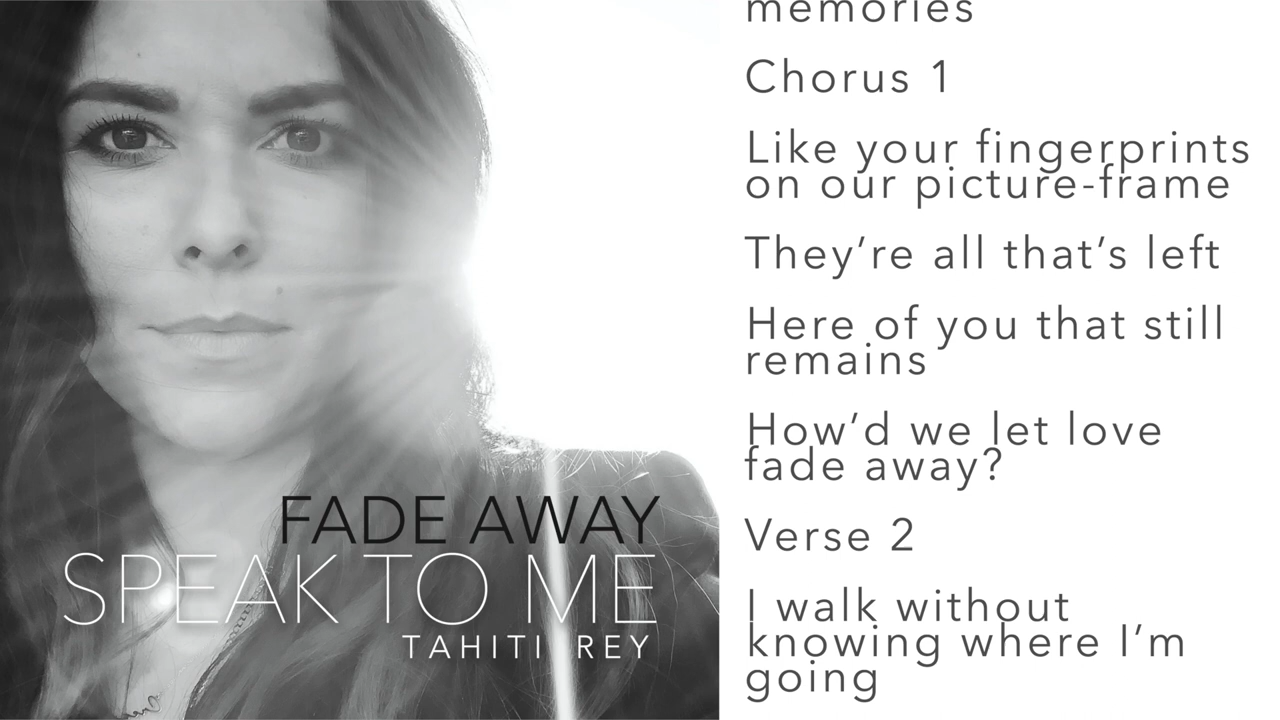 FADE AWAY
SPEAK TO ME
TAHITI REY
memories
Chorus 1
Like your fingerprints
on our picture-frame
They’re all that’s left
Here of you that still
remains
How’d we let love
fade away?
Verse 2
I walk without
knowing where I’m
going